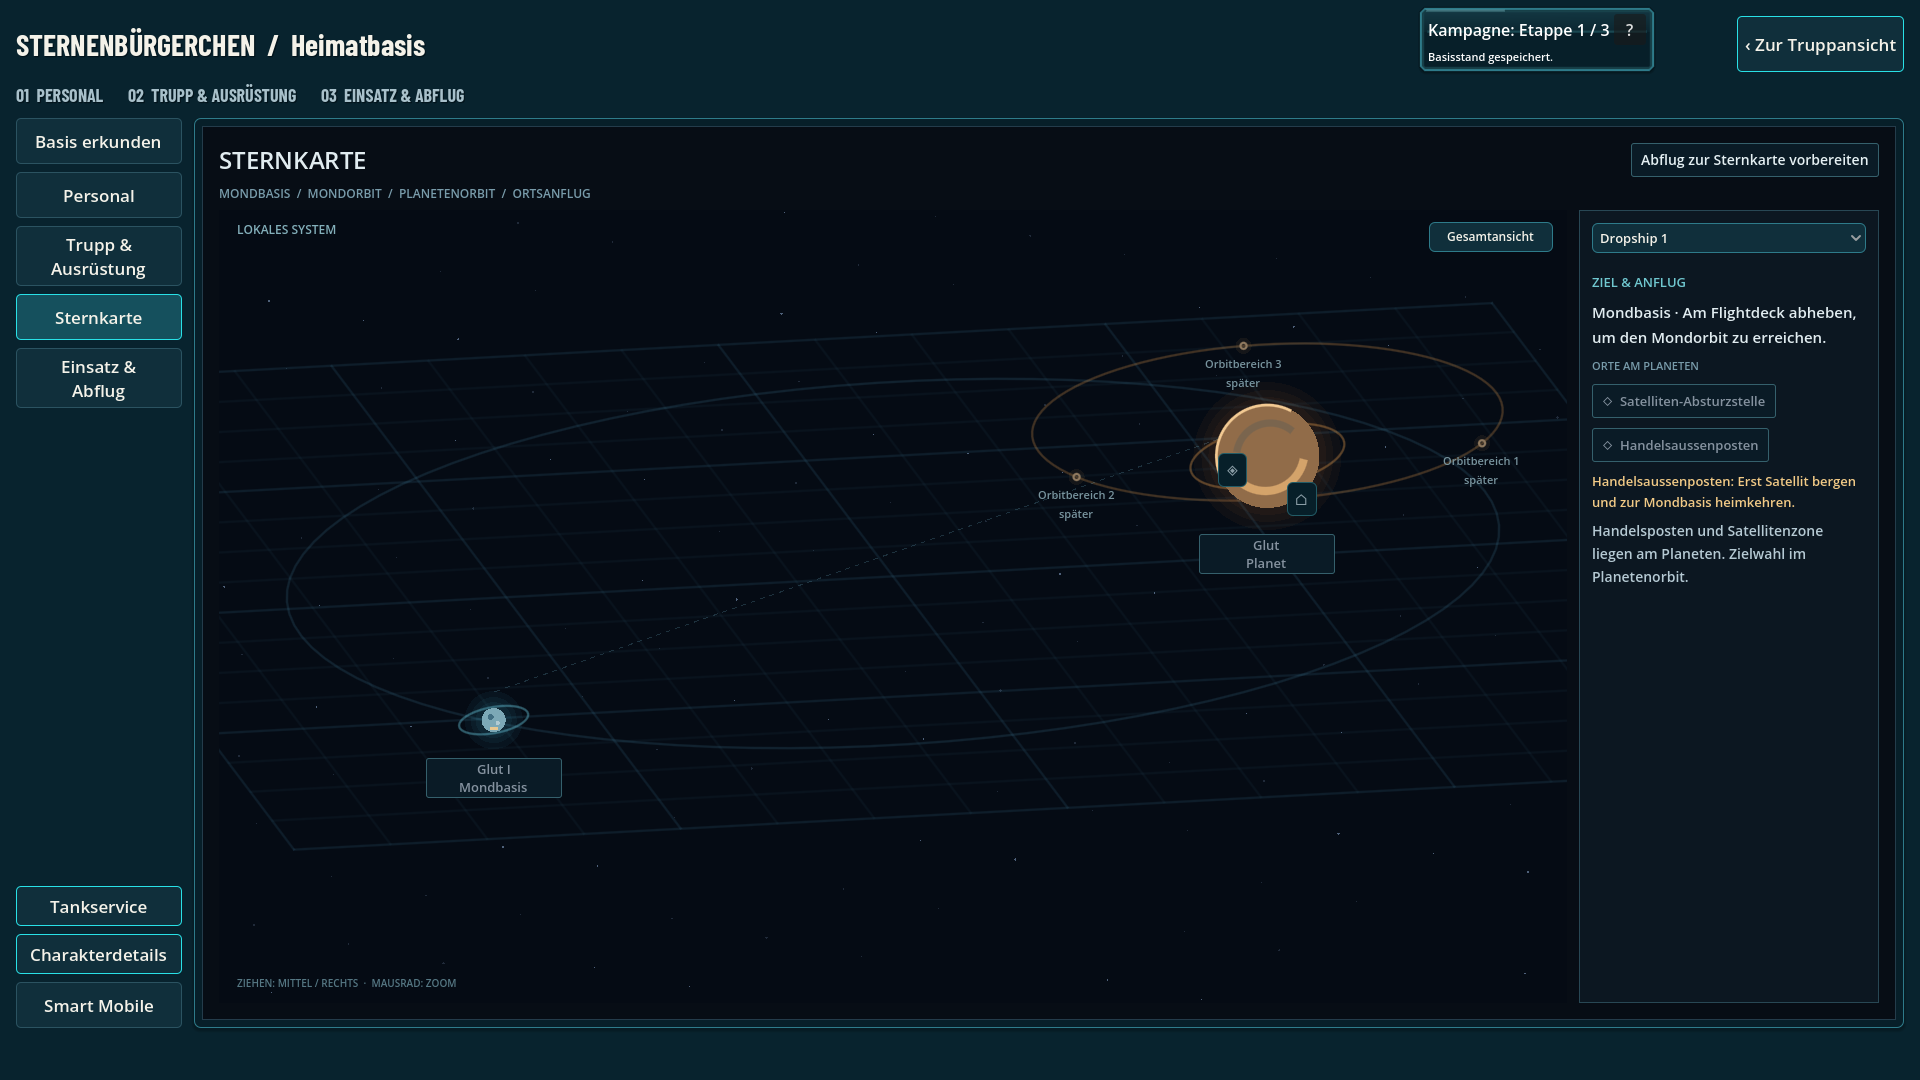 STERNENBÜRGERCHEN / Heimatbasis
Kampagne: Etappe 1 / 3 ?
Basisstand gespeichert.
‹ Zur Truppansicht
01 PERSONAL 02 TRUPP & AUSRÜSTUNG 03 EINSATZ & ABFLUG
Basis erkunden
Personal
Trupp &
Ausrüstung
Sternkarte
Einsatz &
Abflug
Tankservice
Charakterdetails
Smart Mobile
STERNKARTE
Abflug zur Sternkarte vorbereiten
MONDBASIS / MONDORBIT / PLANETENORBIT / ORTSANFLUG
LOKALES SYSTEM
Gesamtansicht
Orbitbereich 3
später
Orbitbereich 1
später
Orbitbereich 2
später
Glut
Planet
Glut I
Mondbasis
ZIEHEN: MITTEL / RECHTS · MAUSRAD: ZOOM
Dropship 1
ZIEL & ANFLUG
Mondbasis · Am Flightdeck abheben,
um den Mondorbit zu erreichen.
ORTE AM PLANETEN
Satelliten-Absturzstelle
Handelsaussenposten
Handelsaussenposten: Erst Satellit bergen
und zur Mondbasis heimkehren.
Handelsposten und Satellitenzone
liegen am Planeten. Zielwahl im
Planetenorbit.